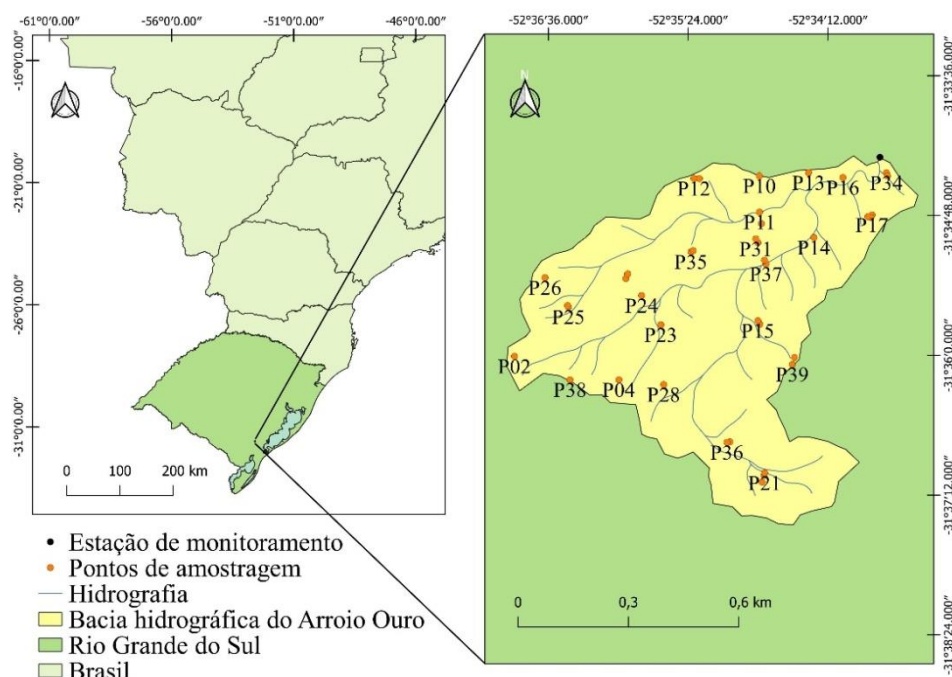 -61°0'0.00" -56°0'0.00" -51°0'0.00" -46°0'0.00"
-16°0'0.00"
-21°0'0.00"
-26°0'0.00"
-31°0'0.00"
0 100 200 km
Estação de monitoramento
Pontos de amostragem
Hidrografia
Bacia hidrográfica do Arroio Ouro
Rio Grande do Sul
Brasil
-52°36'36.000" -52°35'24.000" -52°34'12.000"
-31°33'36.000"
-31°34'48.000"
-31°36'0.000"
-31°37'12.000"
-31°38'24.000"
N
P12
P10
P13
P16
P34
P11
P17
P31
P14
P35
P37
P26
P24
P25
P23
P15
P02
P39
P38
P04
P28
P36
P21
0 0,3 0,6 km